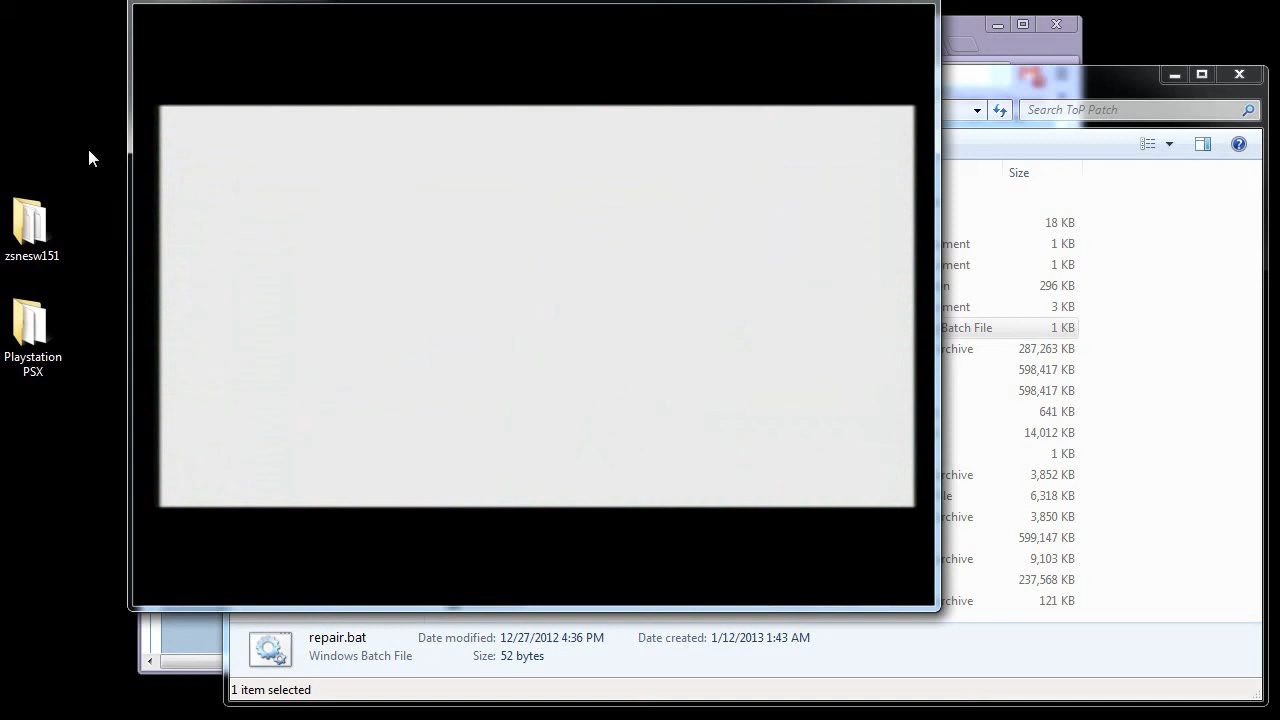 Search ToP Patch
Size
18 KB
ment 1 KB
ment 1 KB
n 296 KB
ment 3 KB
Batch File 1 KB
rchive 287,263 KB
598,417 KB
598,417 KB
641 KB
14,012 KB
1 KB
rchive 3,852 KB
le 6,318 KB
rchive 3,850 KB
599,147 KB
rchive 9,103 KB
237,568 KB
rchive 121 KB
zsnesw151
Playstation
PSX
repair.bat Date modified: 12/27/2012 4:36 PM Date created: 1/12/2013 1:43 AM
Windows Batch File Size: 52 bytes
1 item selected